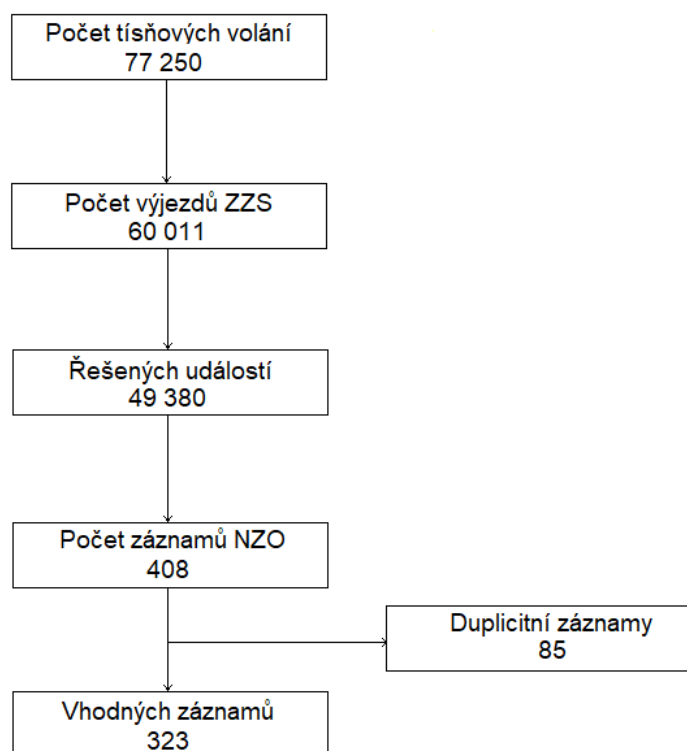 Počet tísňových volání
77 250
Počet výjezdů ZZS
60 011
Řešených událostí
49 380
Počet záznamů NZO
408
Duplicitní záznamy
85
Vhodných záznamů
323